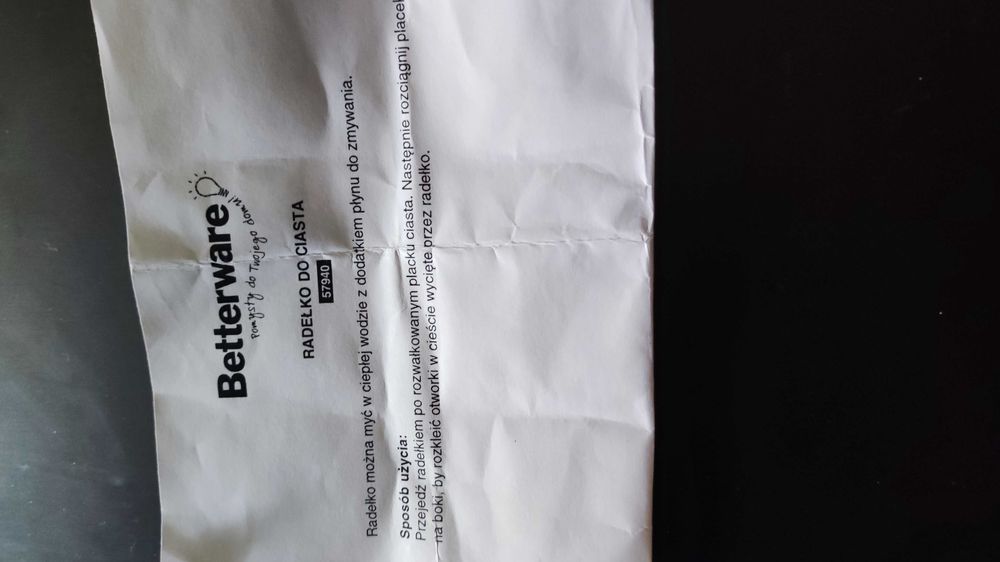 Betterware
Pomysły do Twojego domu!
RADEŁKO DO CIASTA
57940
Radełko można myć w ciepłej wodzie z dodatkiem płynu do zmywania.
Sposób użycia:
Przejedź radełkiem po rozwałkowanym placku ciasta. Następnie rozciągnij placek
na boki, by rozkleić otworki w cieście wycięte przez radełko.